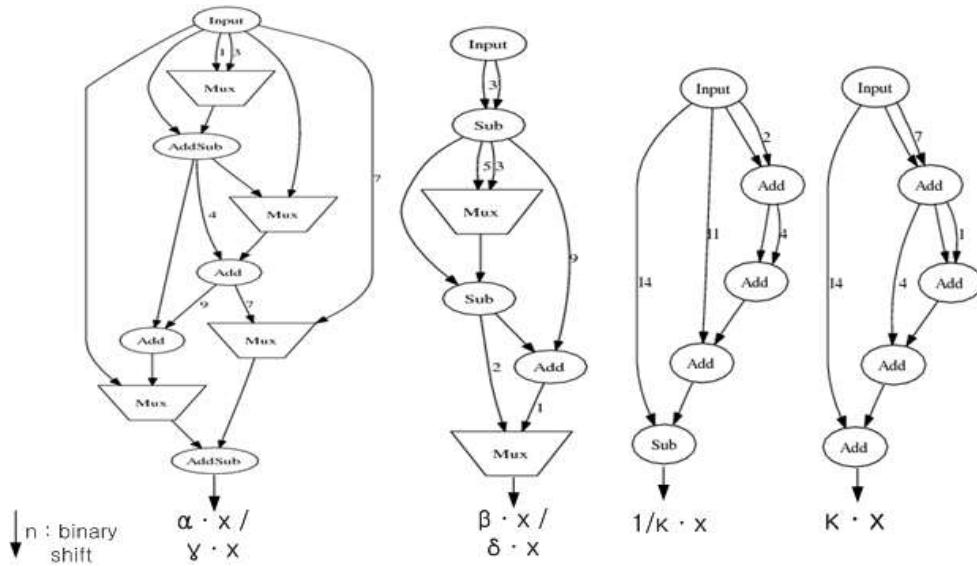 Input
1 3
Mux
AddSub
7
4
Mux
Add
9 7
Add
Mux
Mux
AddSub
α · x /
γ · x
Input
3
Sub
5 3
Mux
9
Sub
2
Add
1
Mux
β · x /
δ · x
Input
2
Add
11
4
14
Add
Add
Sub
1/κ · x
Input
7
Add
1
14
4
Add
Add
Add
κ · x
n : binary
shift